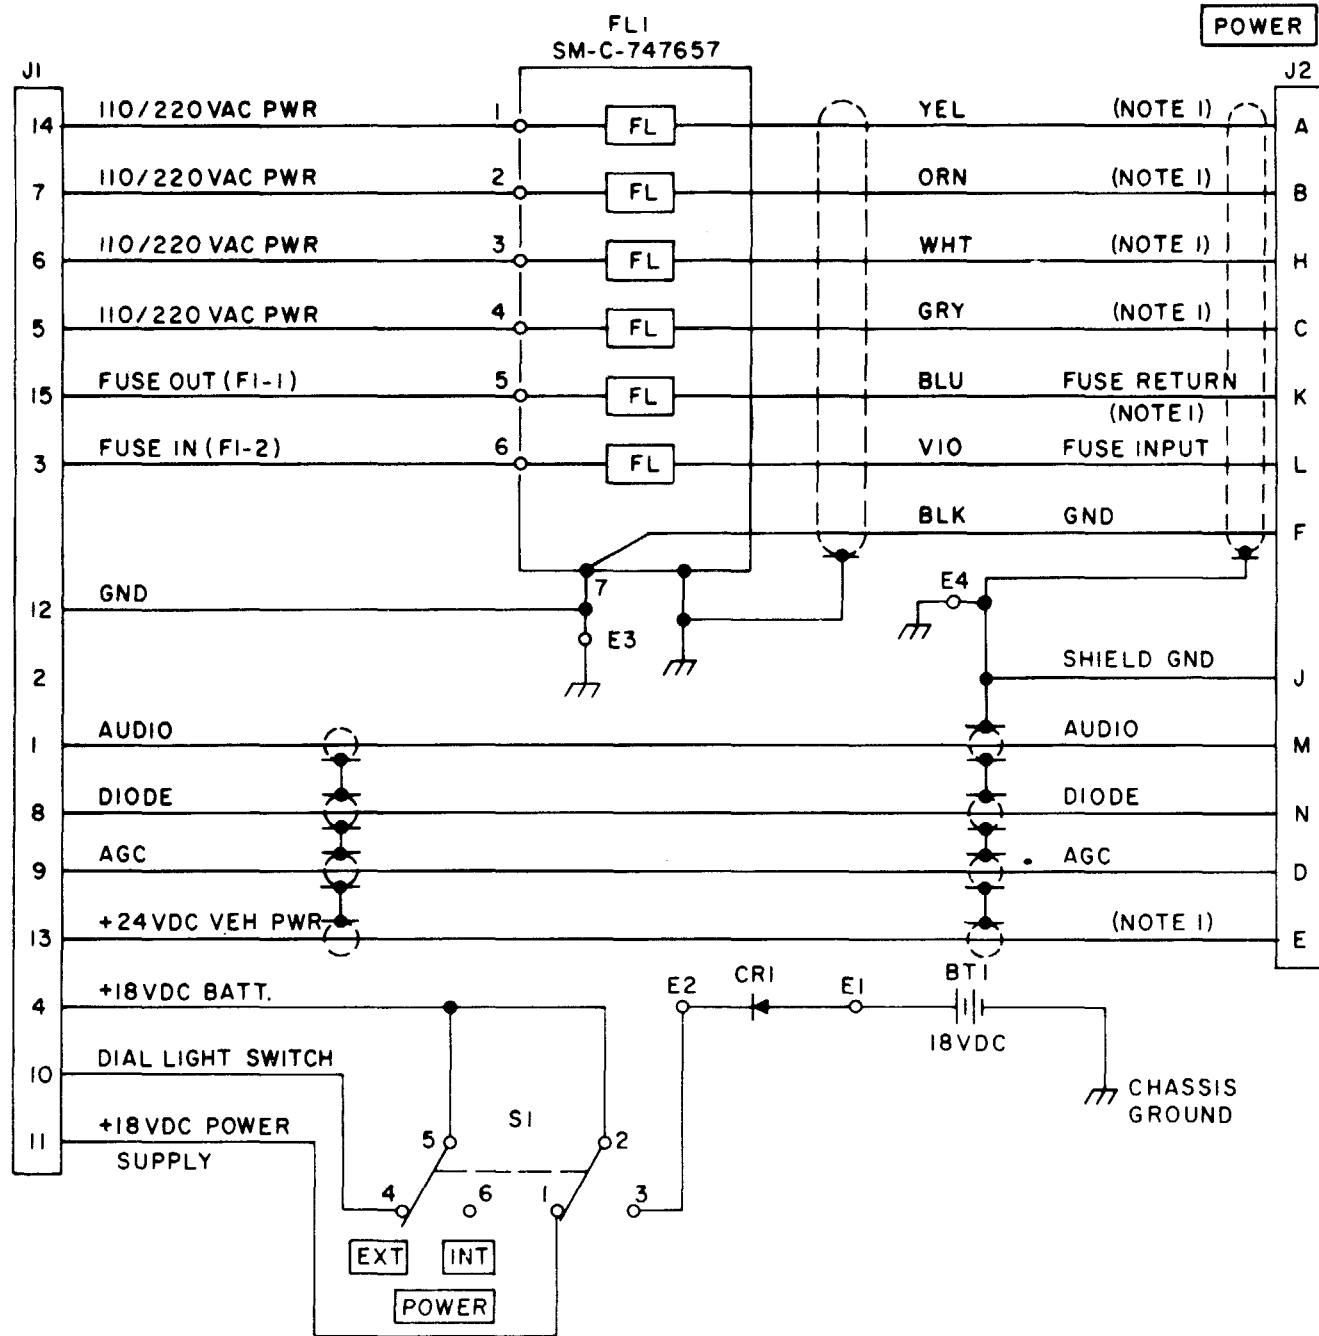 FL1
SM-C-747657
POWER
J1
J2
14 110/220 VAC PWR 1 FL YEL (NOTE 1) A
7 110/220 VAC PWR 2 FL ORN (NOTE 1) B
6 110/220 VAC PWR 3 FL WHT (NOTE 1) H
5 110/220 VAC PWR 4 FL GRY (NOTE 1) C
15 FUSE OUT (F1-1) 5 FL BLU FUSE RETURN K
(NOTE 1)
3 FUSE IN (F1-2) 6 FL VIO FUSE INPUT L
BLK GND F
7
E4
12 GND
E3
2 SHIELD GND J
1 AUDIO AUDIO M
8 DIODE DIODE N
9 AGC AGC D
13 +24VDC VEH PWR (NOTE 1) E
4 +18VDC BATT. E2 CR1 E1 BT1
18VDC
10 DIAL LIGHT SWITCH
CHASSIS
GROUND
11 +18VDC POWER
SUPPLY
5 S1 2
4 6 1 3
EXT INT
POWER